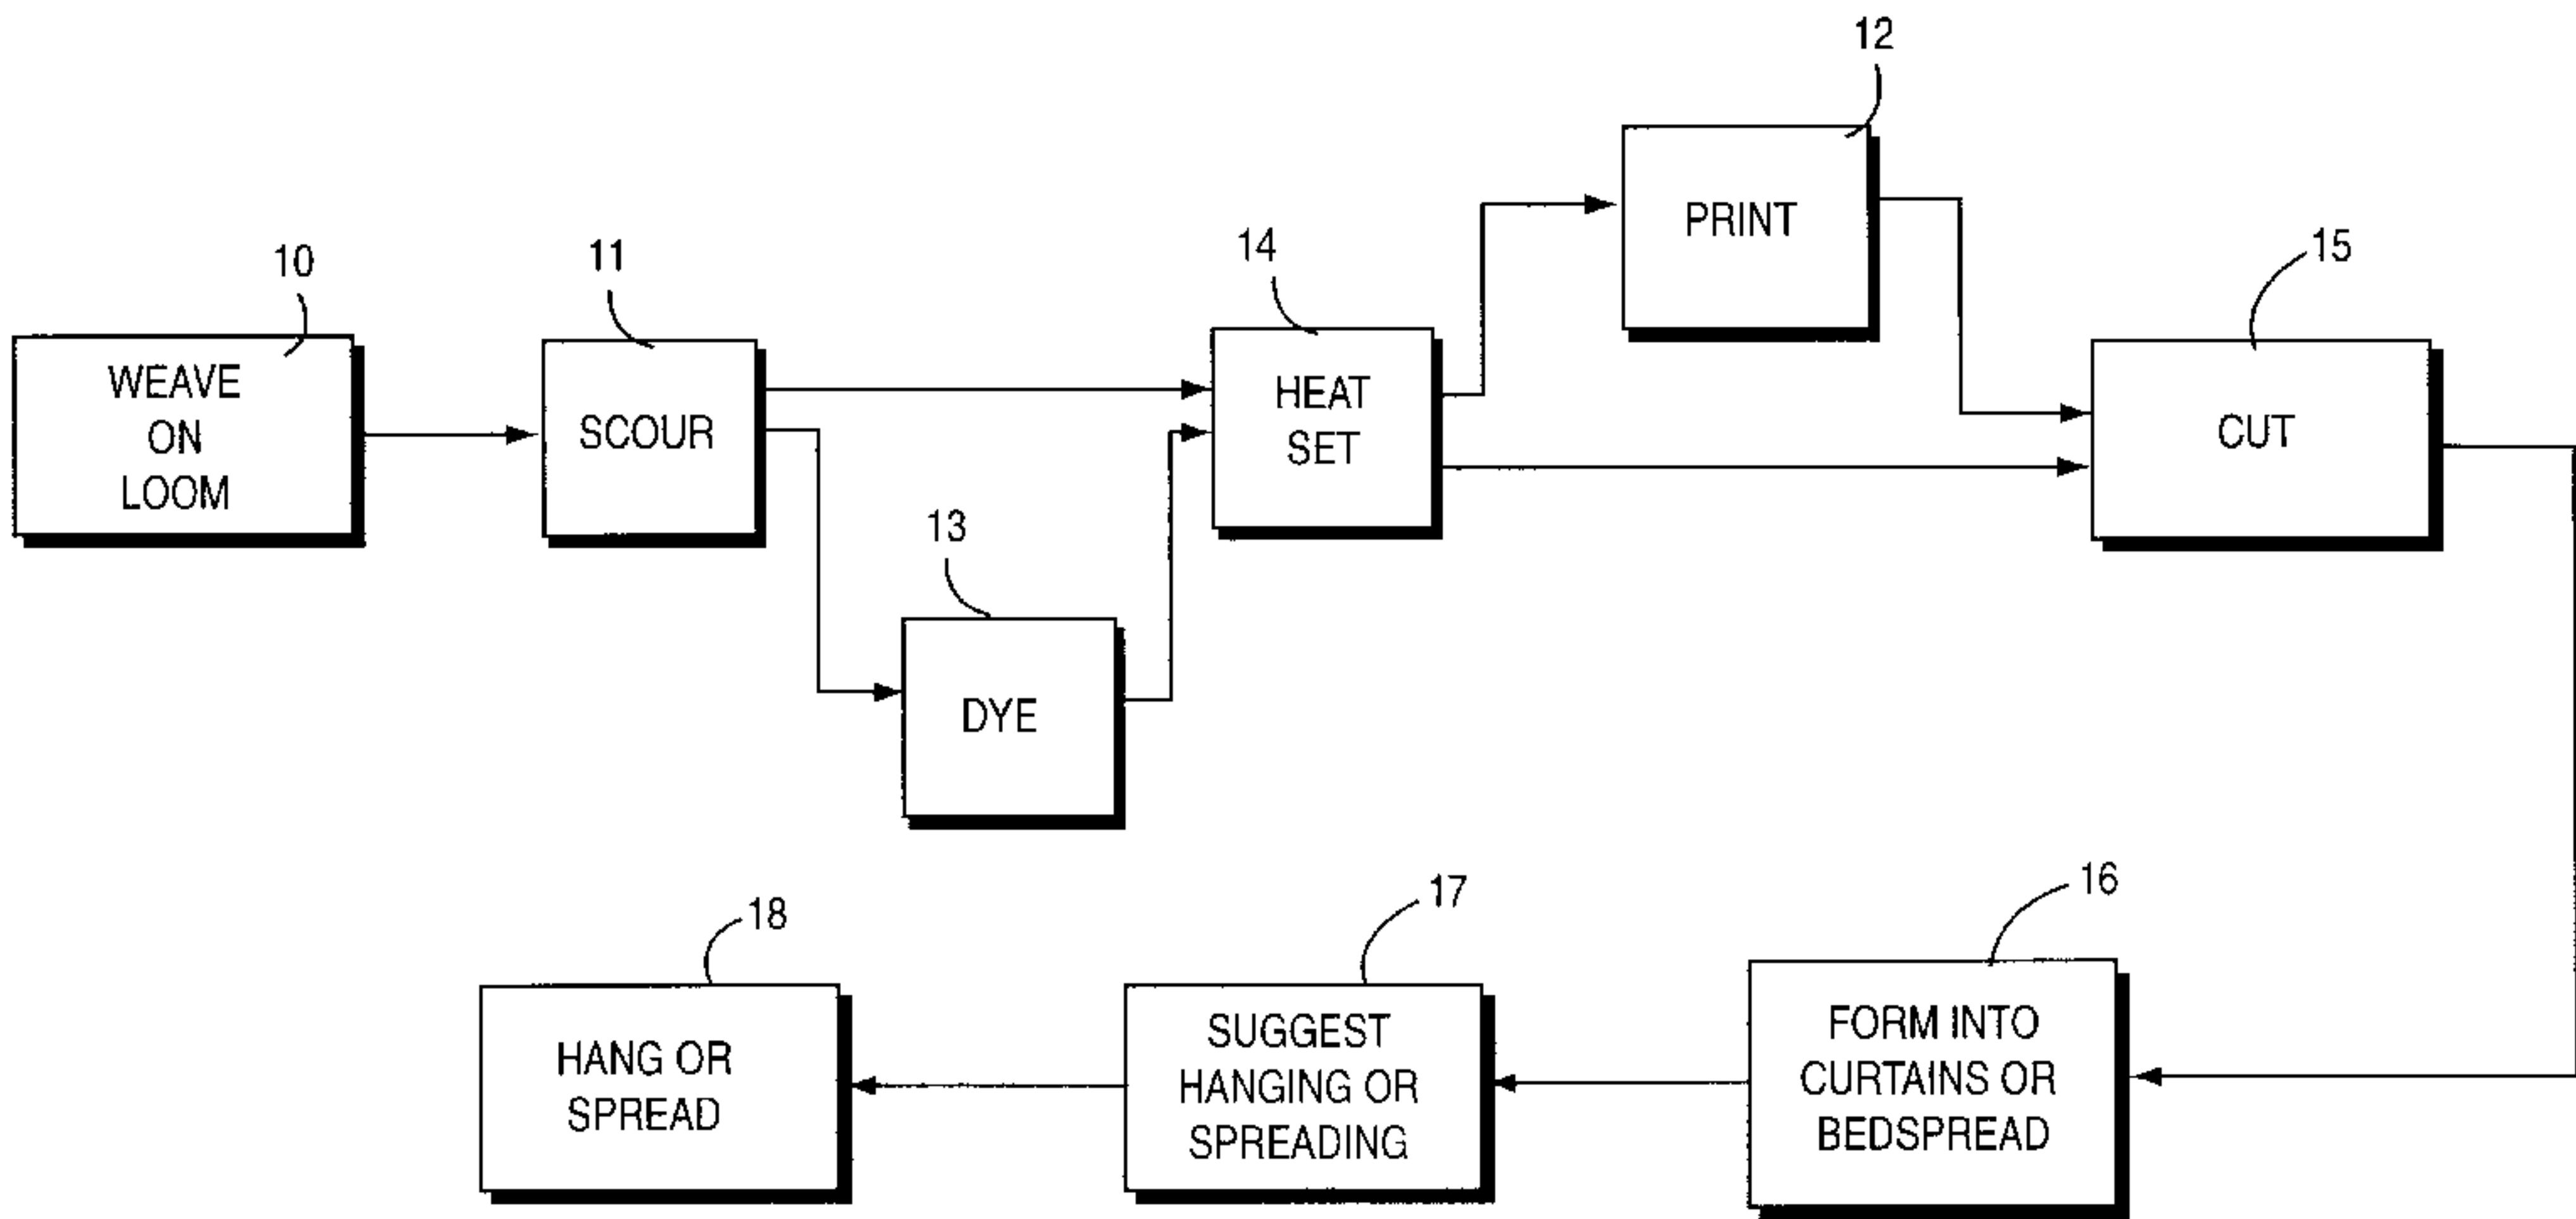 10
WEAVE
ON
LOOM
11
SCOUR
13
DYE
14
HEAT
SET
12
PRINT
15
CUT
16
FORM INTO
CURTAINS OR
BEDSPREAD
17
SUGGEST
HANGING OR
SPREADING
18
HANG OR
SPREAD